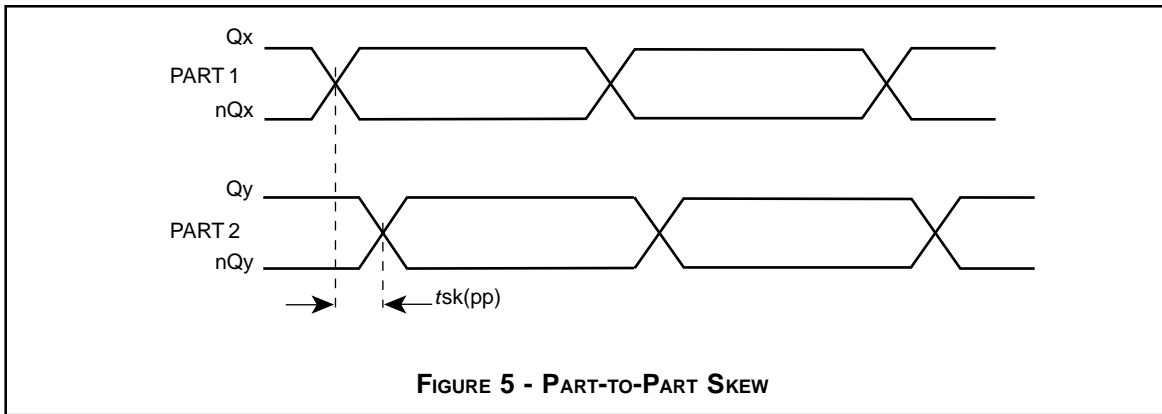 Qx
PART 1
nQx
Qy
PART 2
nQy
tsk(pp)
FIGURE 5 - PART-TO-PART SKEW